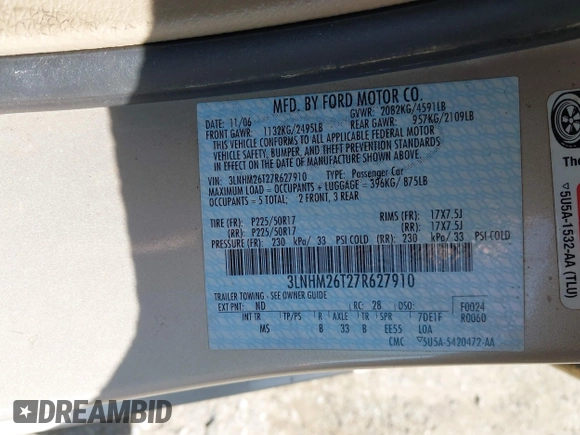 MFD. BY FORD MOTOR CO.
DATE: 11/06 GVWR: 2082KG/4591LB
FRONT GAWR: 1132KG/2495LB REAR GAWR: 957KG/2109LB
THIS VEHICLE CONFORMS TO ALL APPLICABLE FEDERAL MOTOR
VEHICLE SAFETY, BUMPER, AND THEFT PREVENTION STANDARDS
IN EFFECT ON THE DATE OF MANUFACTURE SHOWN ABOVE.
VIN: 3LNHM26T27R627910 TYPE: Passenger Car
MAXIMUM LOAD = OCCUPANTS + LUGGAGE = 396KG/ 875LB
OCCUPANTS = 5 TOTAL: 2 FRONT, 3 REAR
TIRE (FR): P225/50R17 RIMS (FR): 17X7.5J
(RR): P225/50R17 (RR): 17X7.5J
PRESSURE (FR): 230 kPa/ 33 PSI COLD (RR): 230 kPa/ 33 PSI COLD
3LNHM26T27R627910
TRAILER TOWING - SEE OWNER GUIDE
EXT PNT: ND RC: 28 DSO: F0024
R0060
INT TR TP/PS R AXLE TR SPR 7DE1F
MS B 33 B EE55 LOA
CMC ▽5U5A-5420472-AA
The
▽5U5A-1532-AA (TLU)
DREAMBID